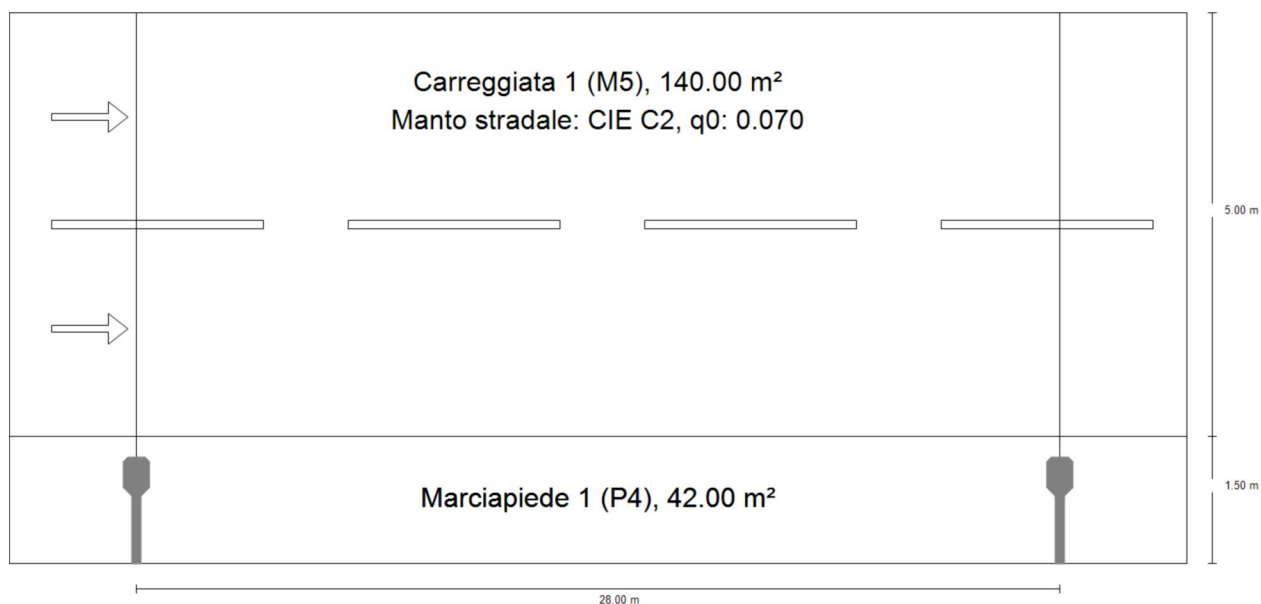 Carreggiata 1 (M5), 140.00 m²
Manto stradale: CIE C2, q0: 0.070
5.00 m
Marciapiede 1 (P4), 42.00 m²
1.50 m
28.00 m